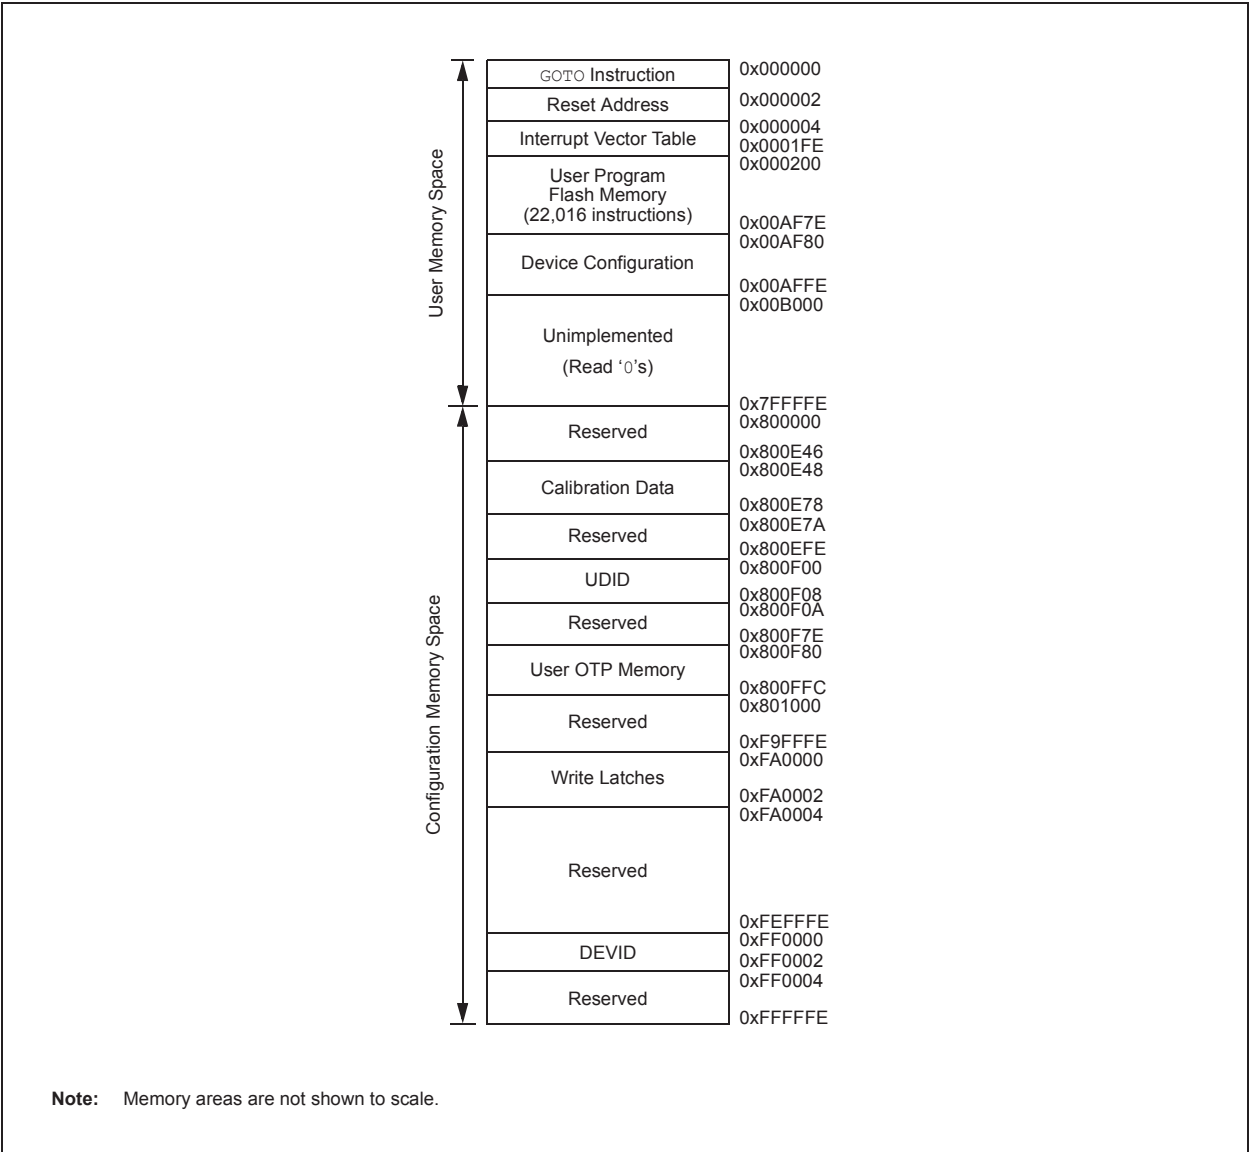 GOTO Instruction
0x000000
Reset Address
0x000002
Interrupt Vector Table
0x000004
0x0001FE
0x000200
User Program
Flash Memory
(22,016 instructions)
0x00AF7E
0x00AF80
Device Configuration
0x00AFFE
0x00B000
Unimplemented
(Read ‘0’s)
0x7FFFFE
User Memory Space
0x800000
Reserved
0x800E46
0x800E48
Calibration Data
0x800E78
0x800E7A
Reserved
0x800EFE
0x800F00
UDID
0x800F08
0x800F0A
Reserved
0x800F7E
0x800F80
User OTP Memory
0x800FFC
0x801000
Reserved
0xF9FFFE
0xFA0000
Write Latches
0xFA0002
0xFA0004
Reserved
0xFEFFFE
0xFF0000
DEVID
0xFF0002
0xFF0004
Reserved
0xFFFFFE
Configuration Memory Space
Note: Memory areas are not shown to scale.